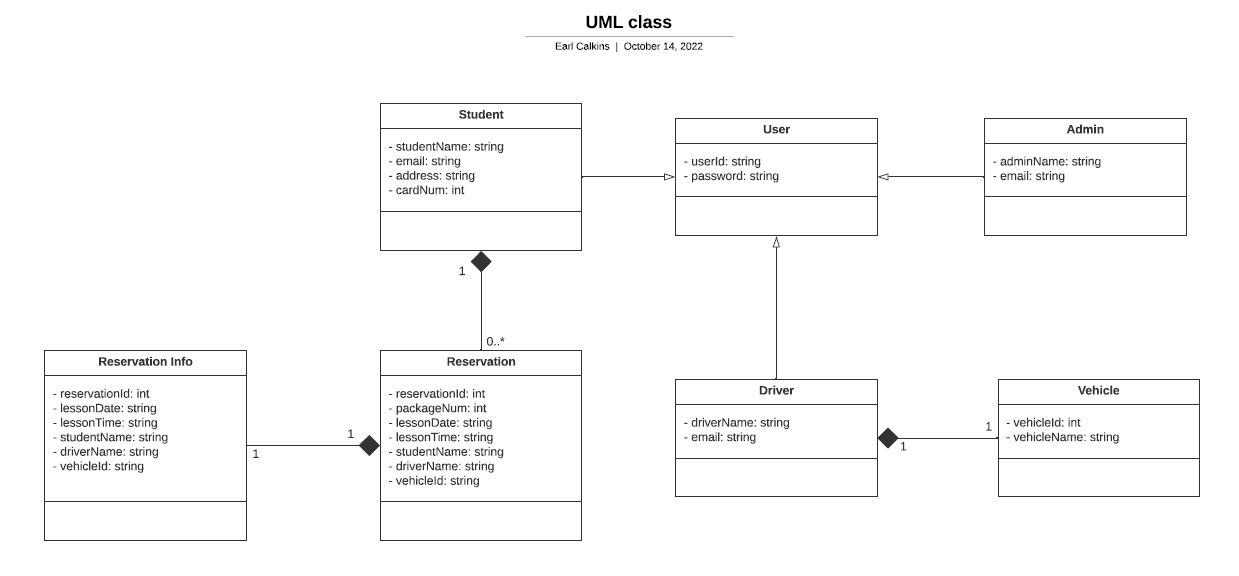 UML class
Earl Calkins | October 14, 2022
Student
- studentName: string
- email: string
- address: string
- cardNum: int
User
- userId: string
- password: string
Admin
- adminName: string
- email: string
1
0..*
Reservation Info
- reservationId: int
- lessonDate: string
- lessonTime: string
- studentName: string
- driverName: string
- vehicleId: string
1
1
Reservation
- reservationId: int
- packageNum: int
- lessonDate: string
- lessonTime: string
- studentName: string
- driverName: string
- vehicleId: string
Driver
- driverName: string
- email: string
1
1
Vehicle
- vehicleId: int
- vehicleName: string